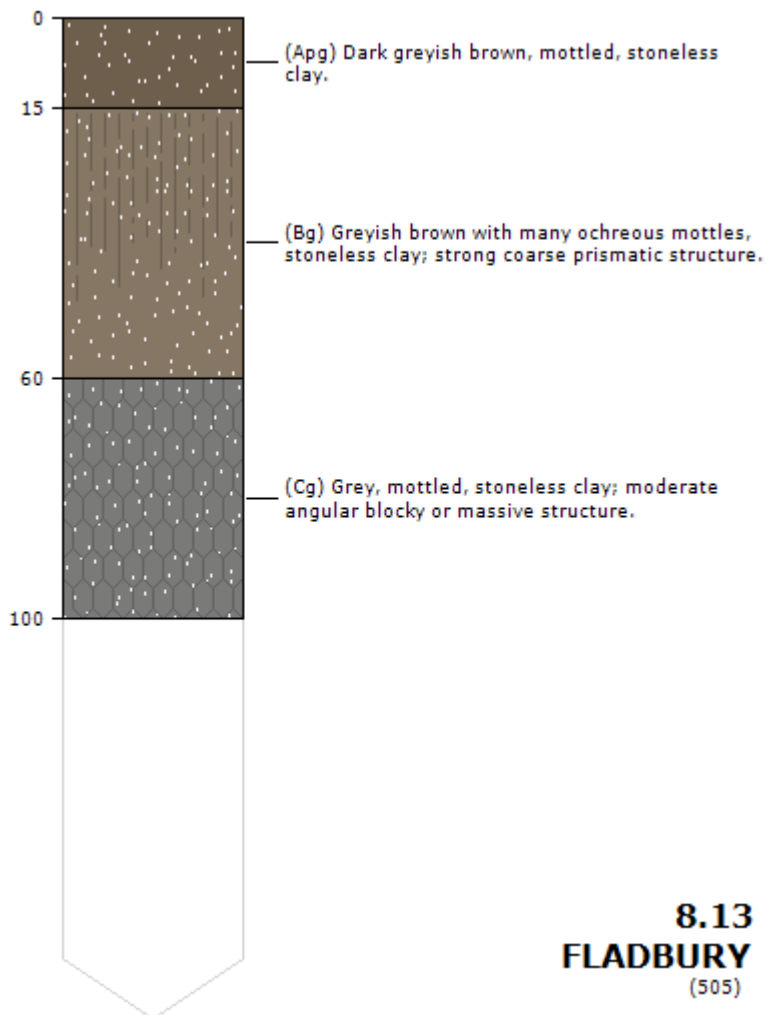 0
(Apg) Dark greyish brown, mottled, stoneless
clay.
15
(Bg) Greyish brown with many ochreous mottles,
stoneless clay; strong coarse prismatic structure.
60
(Cg) Grey, mottled, stoneless clay; moderate
angular blocky or massive structure.
100
8.13
FLADBURY
(505)